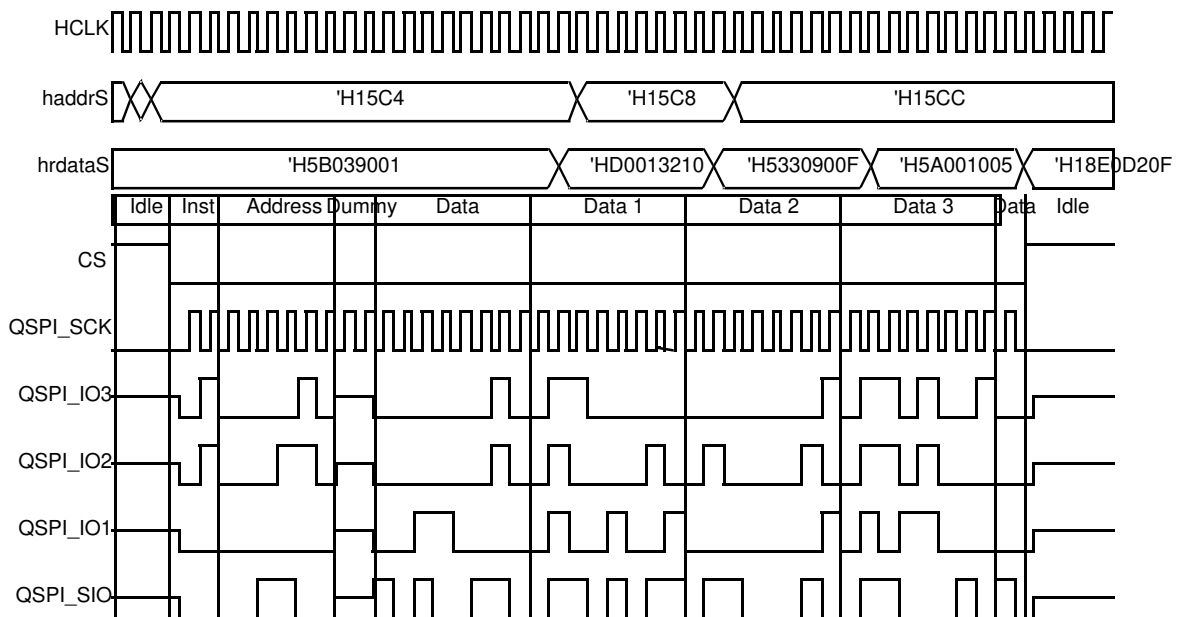 HCLK
haddrS 'H15C4 'H15C8 'H15CC
hrdataS 'H5B039001 'HD0013210 'H5330900F 'H5A001005 'H18E0D20F
Idle Inst Address Dummy Data Data 1 Data 2 Data 3 Data Idle
CS
QSPI_SCK
QSPI_IO3
QSPI_IO2
QSPI_IO1
QSPI_SIO